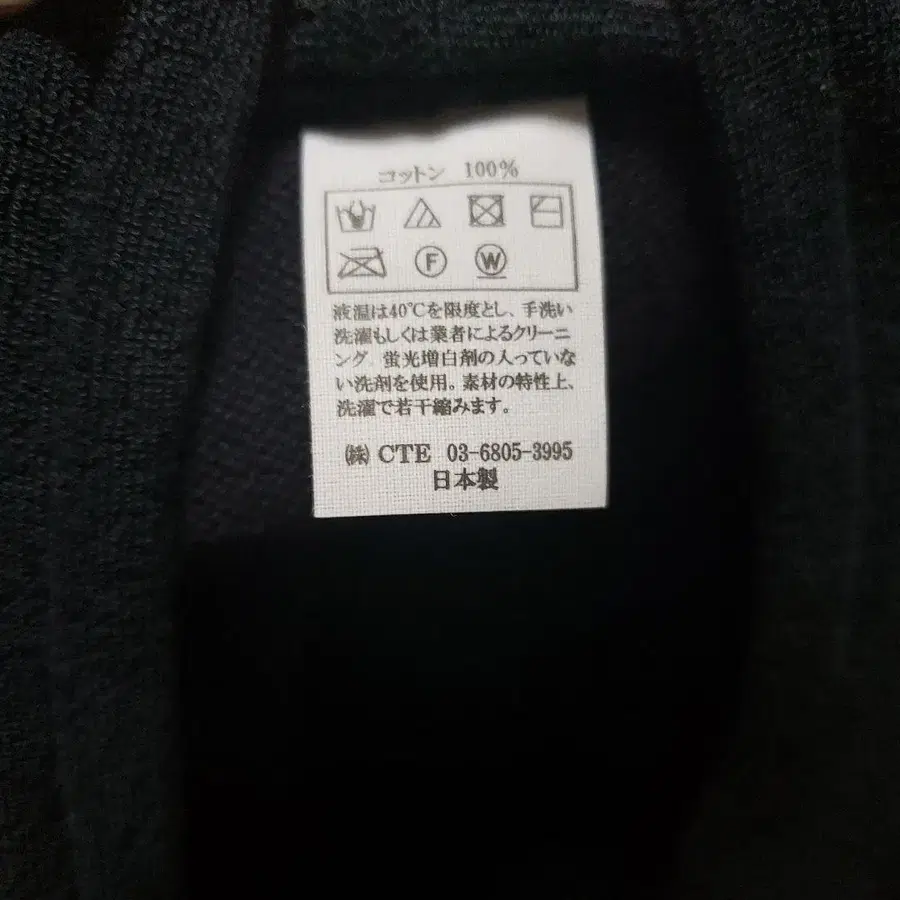 コットン 100%
F W
液温は40℃を限度とし、手洗い
洗濯もしくは業者によるクリーニ
ング。蛍光増白剤の入っていな
い洗剤を使用。素材の特性上、
洗濯で若干縮みます。
㈱ CTE 03-6805-3995
日本製